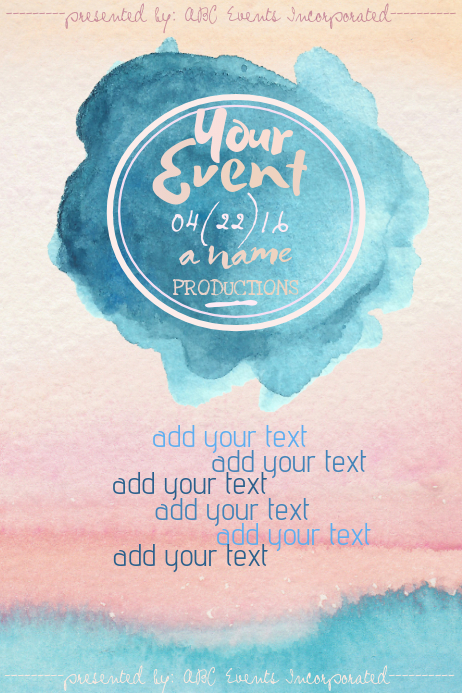 presented by: ABC Events Incorporated
Your
Event
04(22)16
a name
PRODUCTIONS
add your text
add your text
add your text
add your text
add your text
add your text
presented by: ABC Events Incorporated